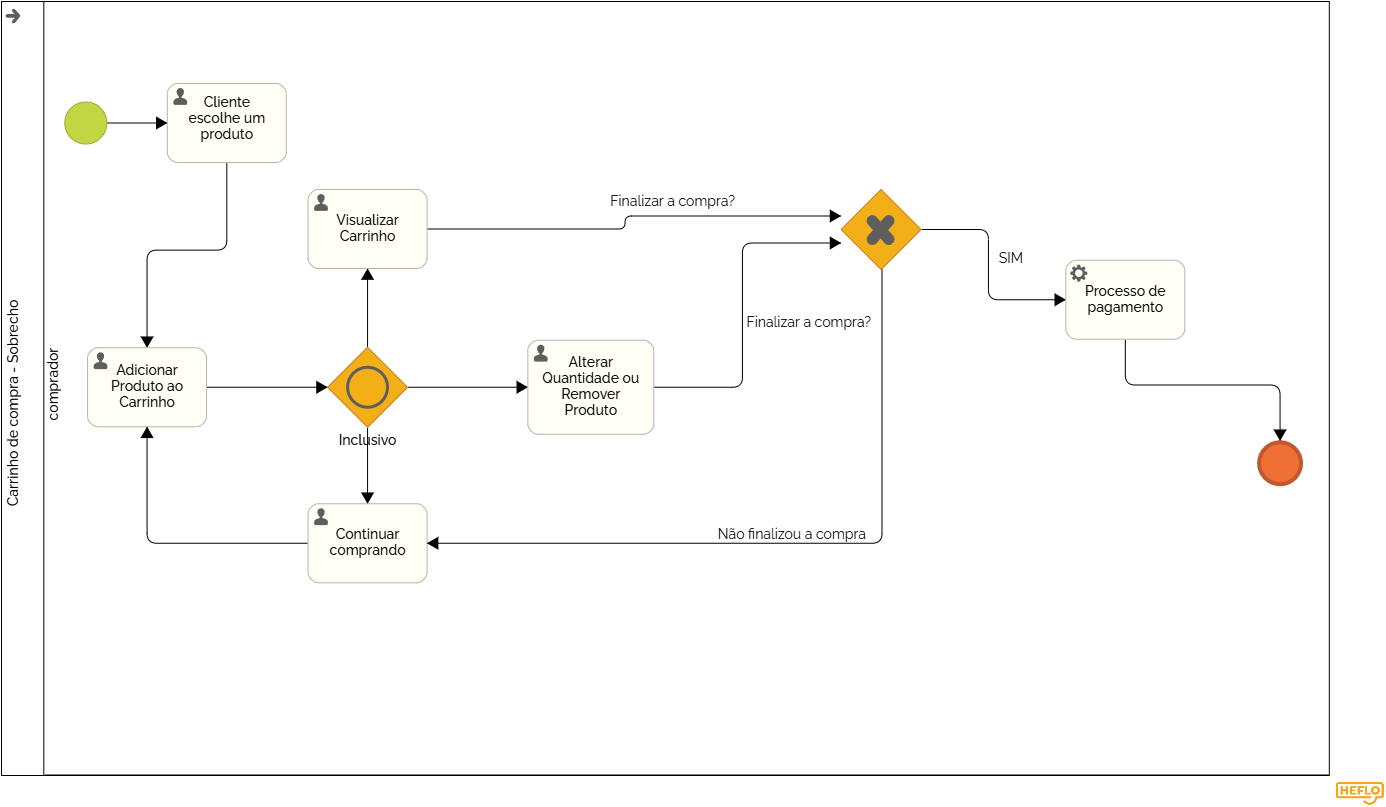 Carrinho de compra - Sobrecho
comprador
Cliente
escolhe um
produto
Visualizar
Carrinho
Finalizar a compra?
SIM
Processo de
pagamento
Finalizar a compra?
Adicionar
Produto ao
Carrinho
Alterar
Quantidade ou
Remover
Produto
Inclusivo
Continuar
comprando
Não finalizou a compra
HEFLO